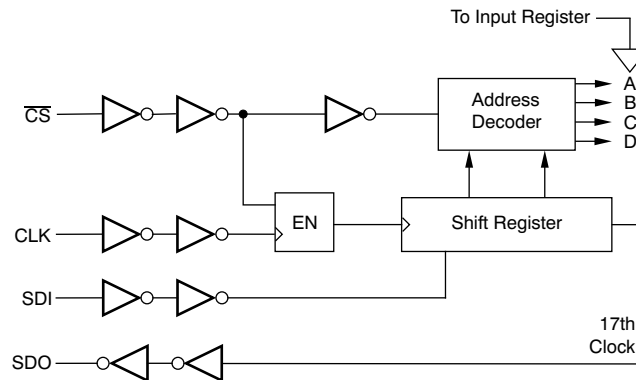 To Input Register
A
B
C
D
Address
Decoder
CS
EN
Shift Register
CLK
SDI
17th
Clock
SDO